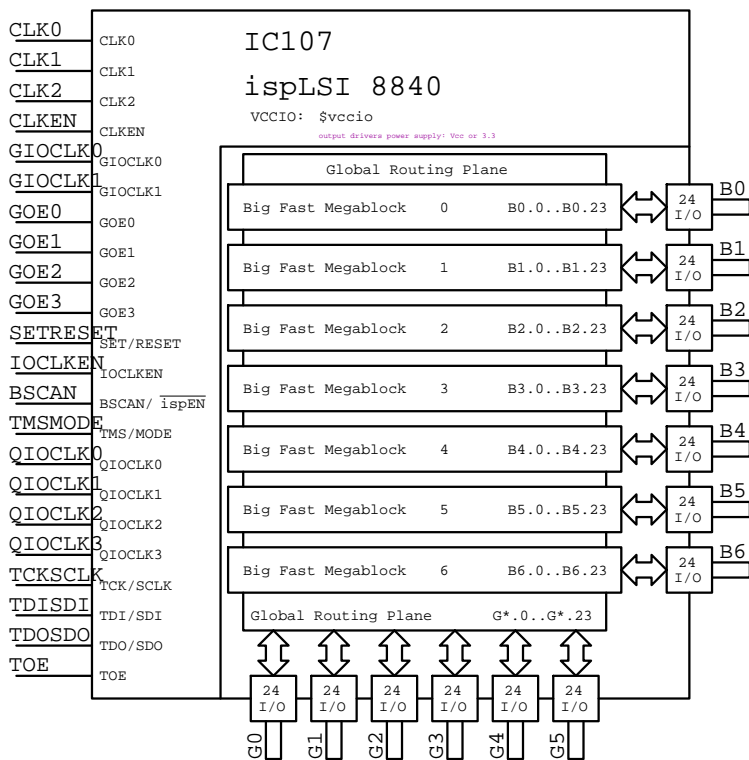 IC107
ispLSI 8840
VCCIO: $vccio
output drivers power supply: Vcc or 3.3
CLK0 CLK0
CLK1 CLK1
CLK2 CLK2
CLKEN CLKEN
GIOCLK0 GIOCLK0
GIOCLK1 GIOCLK1
GOE0 GOE0
GOE1 GOE1
GOE2 GOE2
GOE3 GOE3
SETRESET SET/RESET
IOCLKEN IOCLKEN
BSCAN BSCAN/ ispEN
TMSMODE TMS/MODE
QIOCLK0 QIOCLK0
QIOCLK1 QIOCLK1
QIOCLK2 QIOCLK2
QIOCLK3 QIOCLK3
TCKSCLK TCK/SCLK
TDISDI TDI/SDI
TDOSDO TDO/SDO
TOE TOE
Global Routing Plane
Big Fast Megablock 0 B0.0..B0.23
24
I/O
B0
Big Fast Megablock 1 B1.0..B1.23
24
I/O
B1
Big Fast Megablock 2 B2.0..B2.23
24
I/O
B2
Big Fast Megablock 3 B3.0..B3.23
24
I/O
B3
Big Fast Megablock 4 B4.0..B4.23
24
I/O
B4
Big Fast Megablock 5 B5.0..B5.23
24
I/O
B5
Big Fast Megablock 6 B6.0..B6.23
24
I/O
B6
Global Routing Plane G*.0..G*.23
24 24 24 24 24 24
I/O I/O I/O I/O I/O I/O
G0 G1 G2 G3 G4 G5